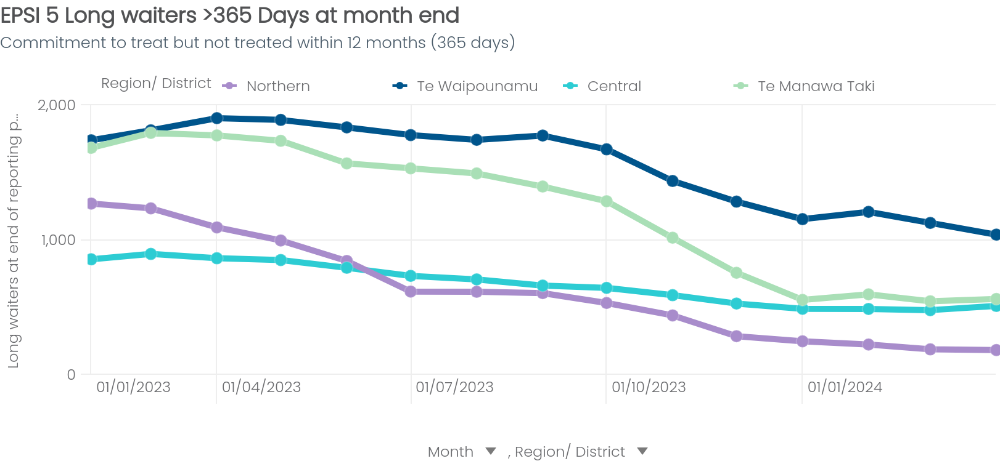 EPSI 5 Long waiters >365 Days at month end
Commitment to treat but not treated within 12 months (365 days)
Region/ District Northern Te Waipounamu Central Te Manawa Taki
Long waiters at end of reporting p...
2,000
1,000
0
01/01/2023 01/04/2023 01/07/2023 01/10/2023 01/01/2024
Month , Region/ District